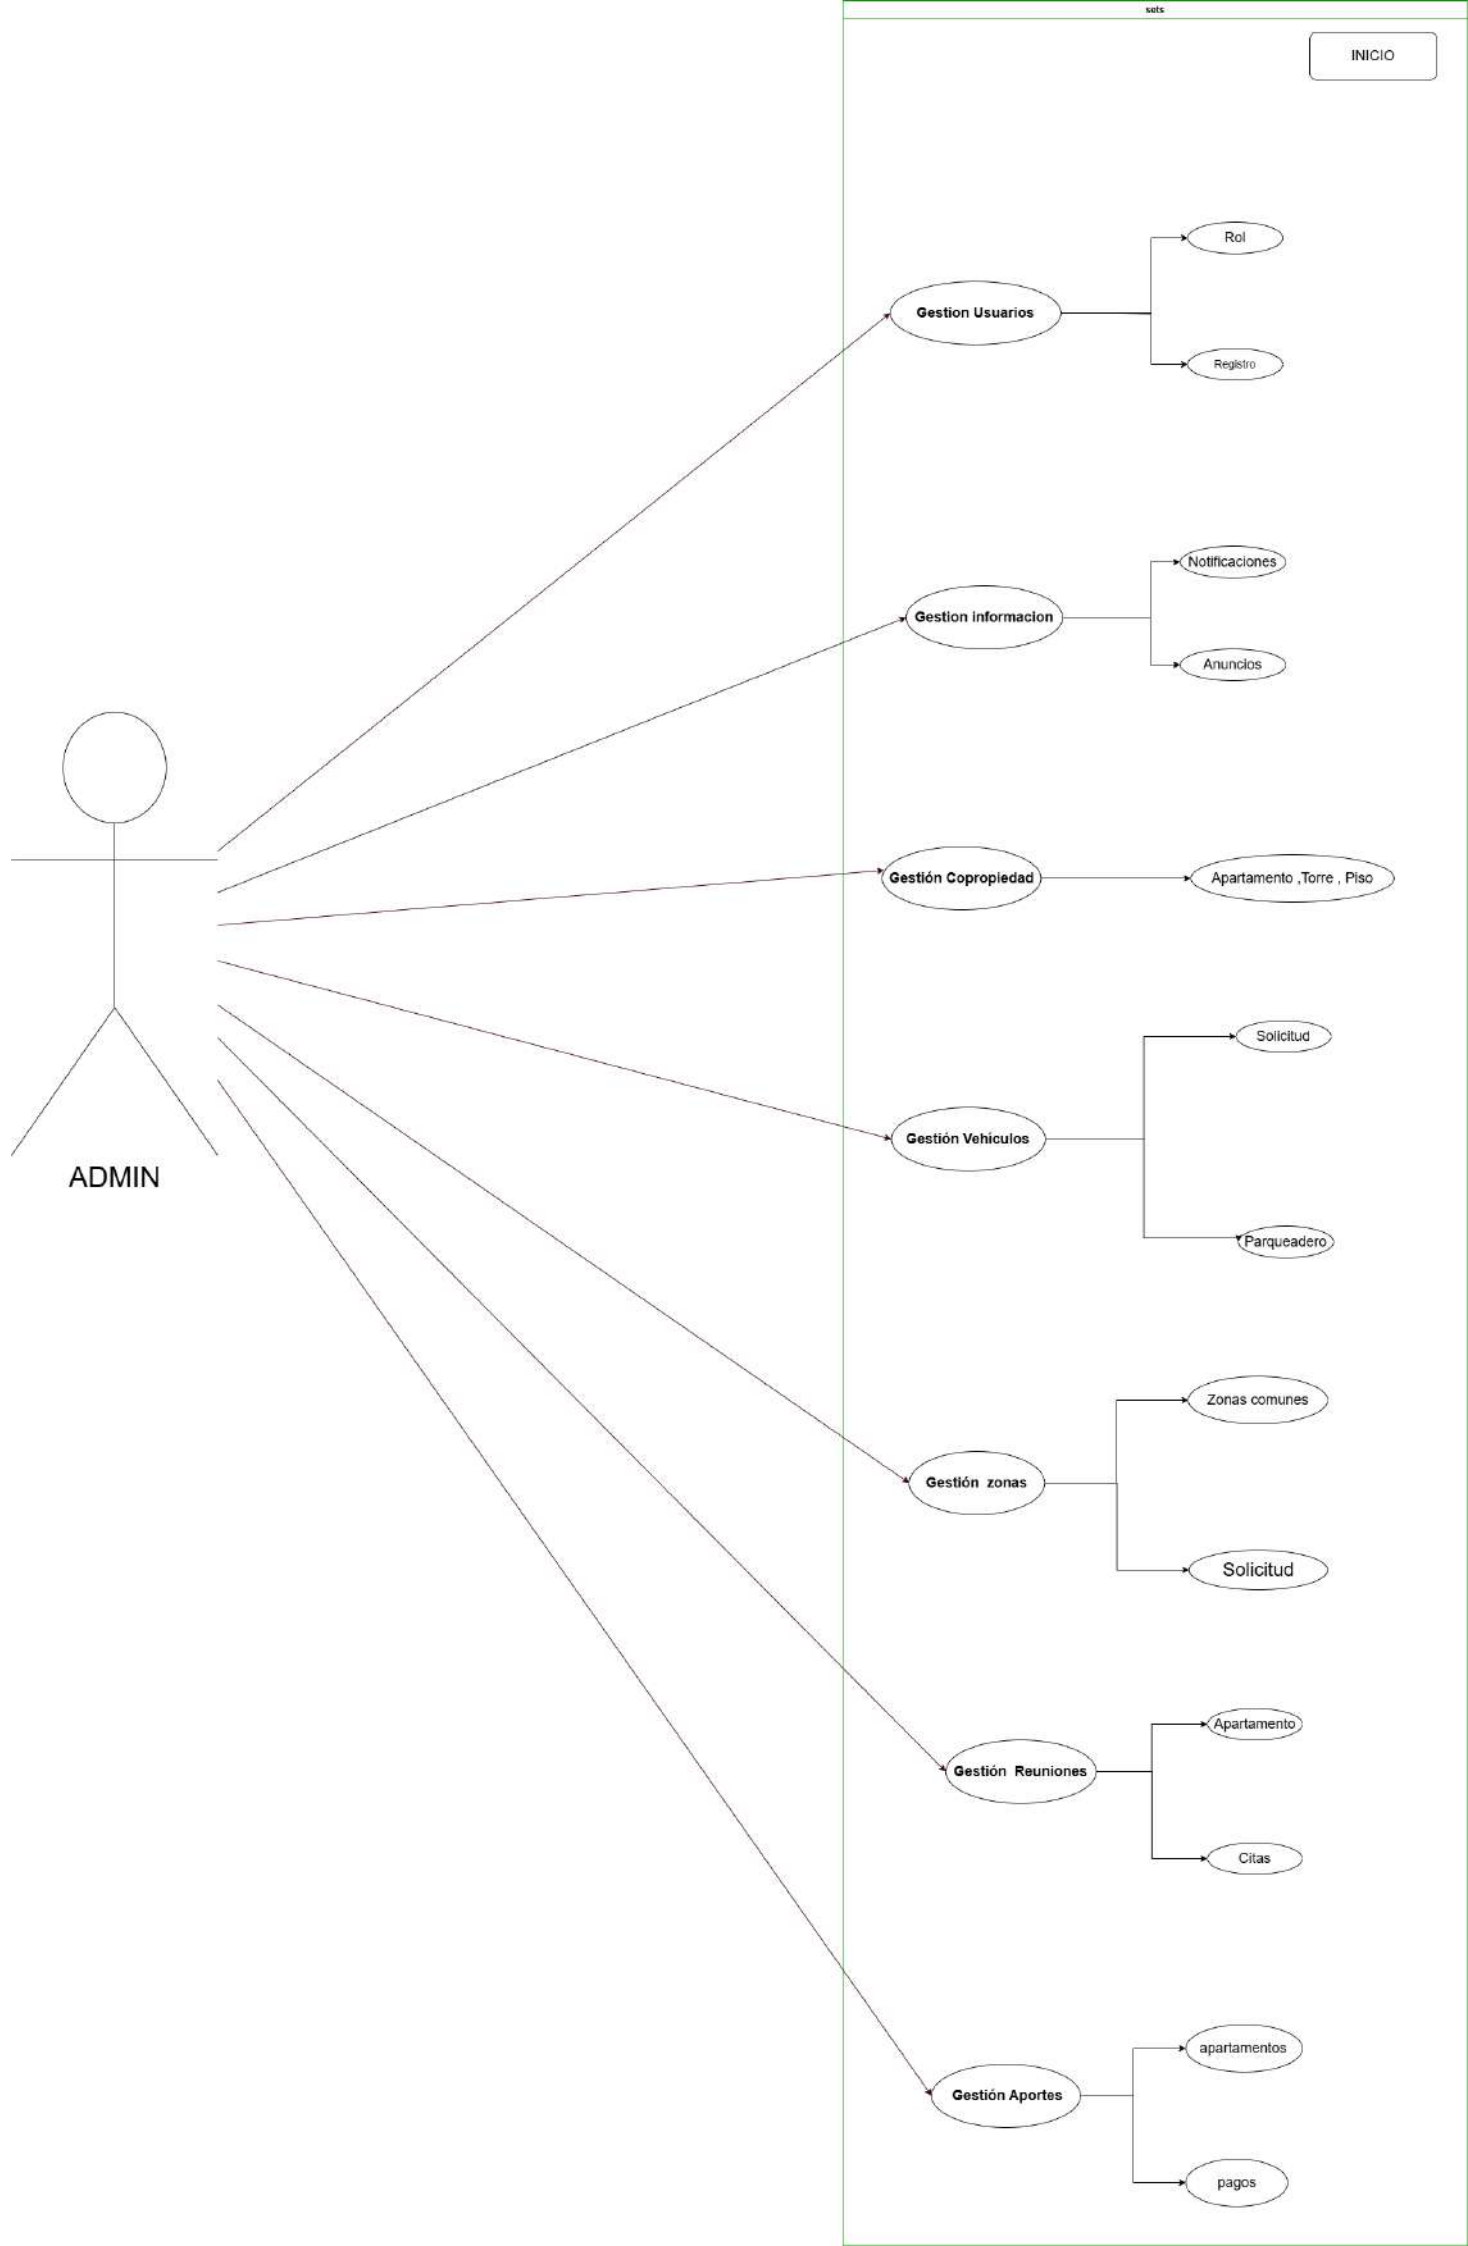 sets
INICIO
Rol
Gestion Usuarios
Registro
Notificaciones
Gestion informacion
Anuncios
Gestión Copropiedad
Apartamento ,Torre , Piso
Solicitud
Gestión Vehiculos
Parqueadero
ADMIN
Zonas comunes
Gestión zonas
Solicitud
Apartamento
Gestión Reuniones
Citas
apartamentos
Gestión Aportes
pagos